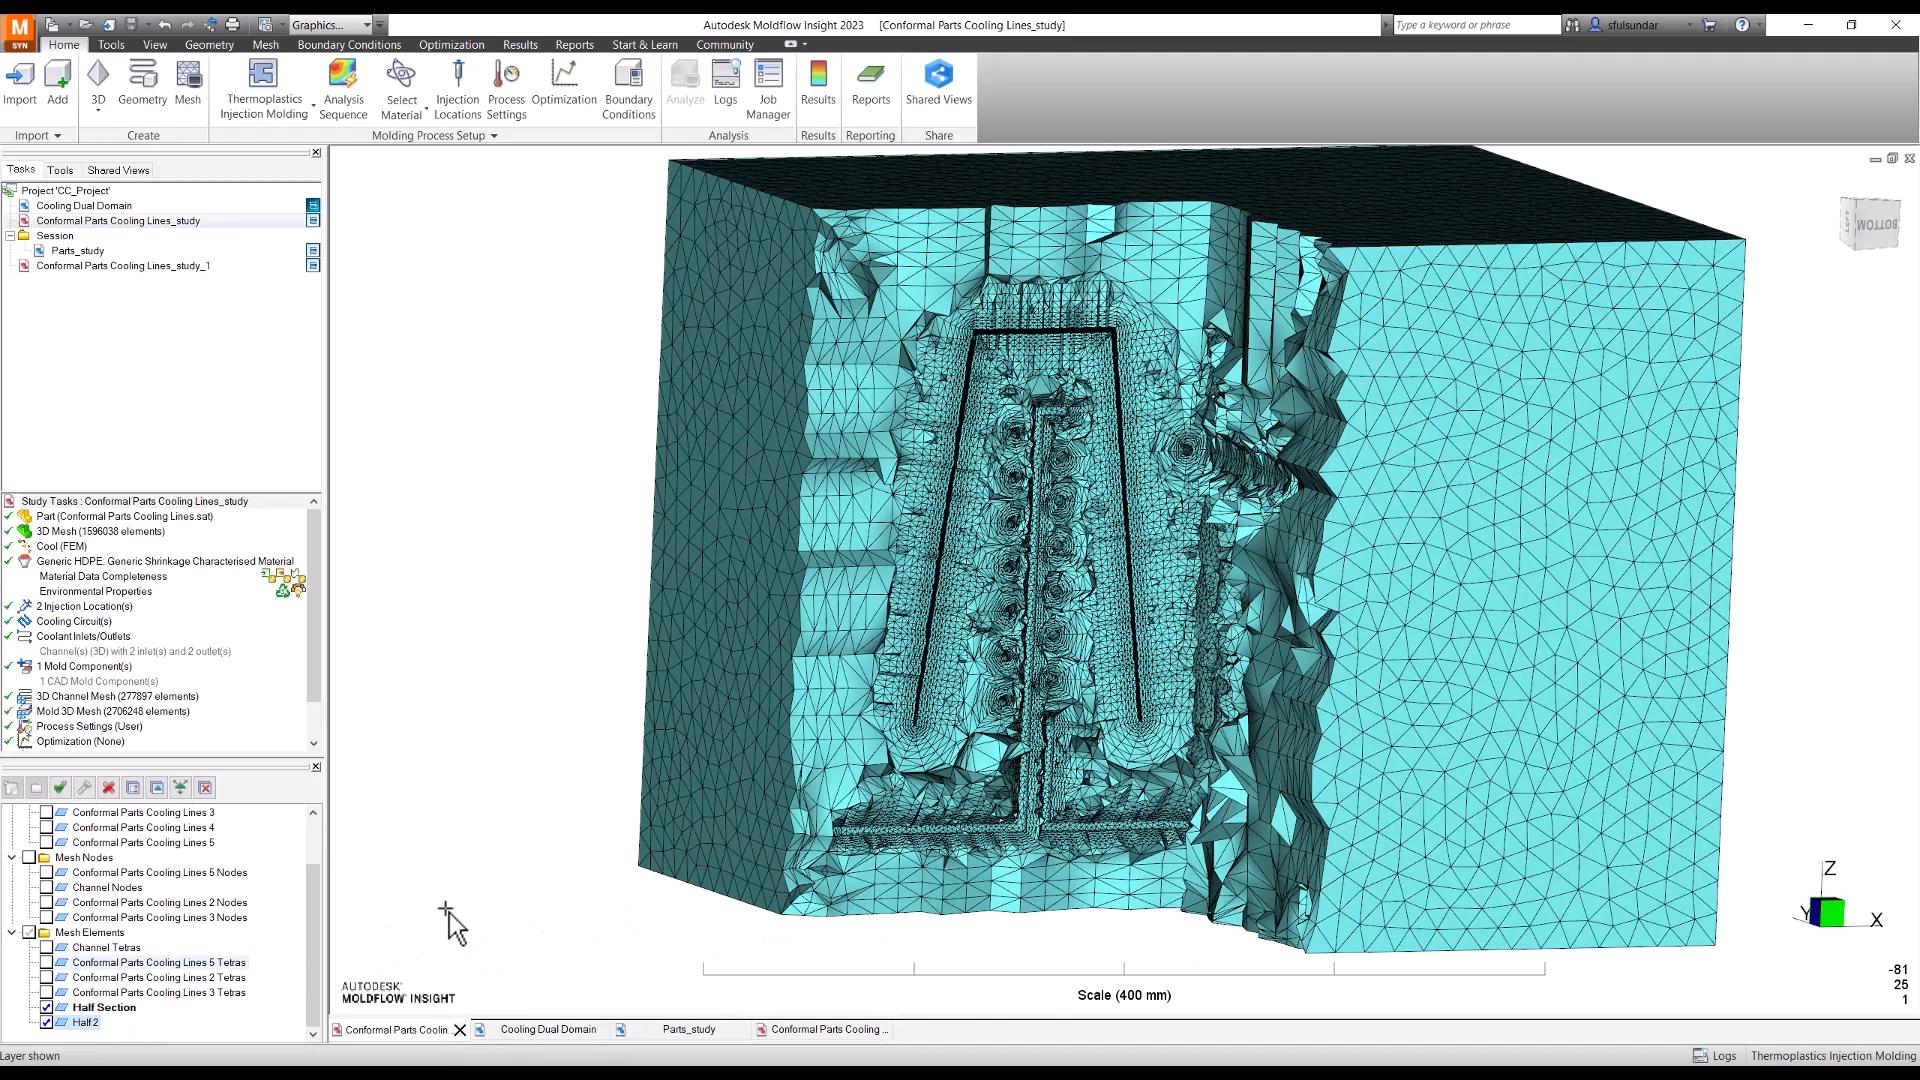 Graphics...
Autodesk Moldflow Insight 2023 [Conformal Parts Cooling Lines_study]
Type a keyword or phrase
sfulsundar
M
SYN
Home Tools View Geometry Mesh Boundary Conditions Optimization Results Reports Start & Learn Community
Import
Add
3D
Geometry
Mesh
Thermoplastics
Injection Molding
Analysis
Sequence
Select
Material
Injection
Locations
Process
Settings
Optimization
Boundary
Conditions
Analyze
Logs
Job
Manager
Results
Reports
Shared Views
Import Create Molding Process Setup Analysis Results Reporting Share
Tasks Tools Shared Views
Project 'CC_Project'
Cooling Dual Domain
Conformal Parts Cooling Lines_study
Session
Parts_study
Conformal Parts Cooling Lines_study_1
Study Tasks : Conformal Parts Cooling Lines_study
Part (Conformal Parts Cooling Lines.sat)
3D Mesh (1596038 elements)
Cool (FEM)
Generic HDPE: Generic Shrinkage Characterised Material
Material Data Completeness
Environmental Properties
2 Injection Location(s)
Cooling Circuit(s)
Coolant Inlets/Outlets
Channel(s) (3D) with 2 inlet(s) and 2 outlet(s)
1 Mold Component(s)
1 CAD Mold Component(s)
3D Channel Mesh (277897 elements)
Mold 3D Mesh (2706248 elements)
Process Settings (User)
Optimization (None)
Conformal Parts Cooling Lines 3
Conformal Parts Cooling Lines 4
Conformal Parts Cooling Lines 5
Mesh Nodes
Conformal Parts Cooling Lines 5 Nodes
Channel Nodes
Conformal Parts Cooling Lines 2 Nodes
Conformal Parts Cooling Lines 3 Nodes
Mesh Elements
Channel Tetras
Conformal Parts Cooling Lines 5 Tetras
Conformal Parts Cooling Lines 2 Tetras
Conformal Parts Cooling Lines 3 Tetras
Half Section
Half2
LEFT
BOTTOM
Z
Y
X
-81
25
1
AUTODESK
MOLDFLOW INSIGHT
Scale (400 mm)
Conformal Parts Coolin...
Cooling Dual Domain
Parts_study
Conformal Parts Cooling ...
Layer shown
Logs
Thermoplastics Injection Molding